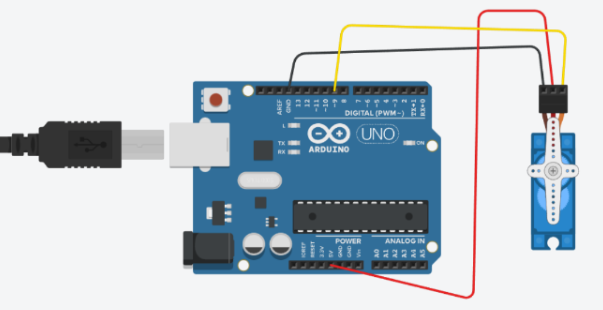 AREF
GND
13
12
~11
~10
~9
8
7
~6
~5
4
~3
2
TX→1
RX←0
DIGITAL (PWM~)
L
TX
RX
UNO
ARDUINO
ON
POWER
ANALOG IN
IOREF
RESET
3.3V
5V
GND
GND
Vin
A0
A1
A2
A3
A4
A5